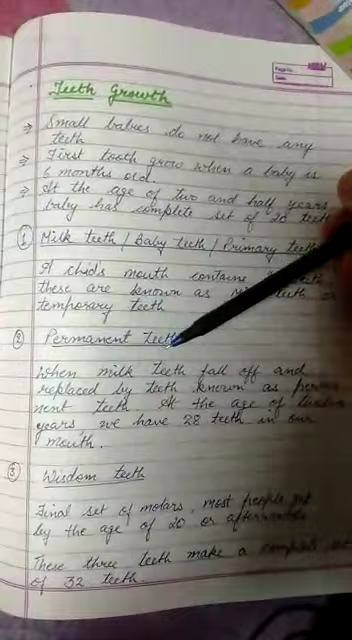 Teeth Growth
→ Small babies do not have any
teeth
→ First tooth grow when a baby is
6 months old.
→ At the age of two and half years
baby has complete set of 20 teeth
① Milk teeth / Baby teeth / Primary teeth
A chid's mouth contains
these are known as
temporary teeth
② Permanent Teeth
When milk teeth fall off and
replaced by teeth known as perma
nent teeth. At the age of
years, we have 28 teeth in our
mouth.
③ Wisdom teeth
Final set of molars, most people get
by the age of 20 or afterwards
These three teeth make a complete set
of 32 teeth.